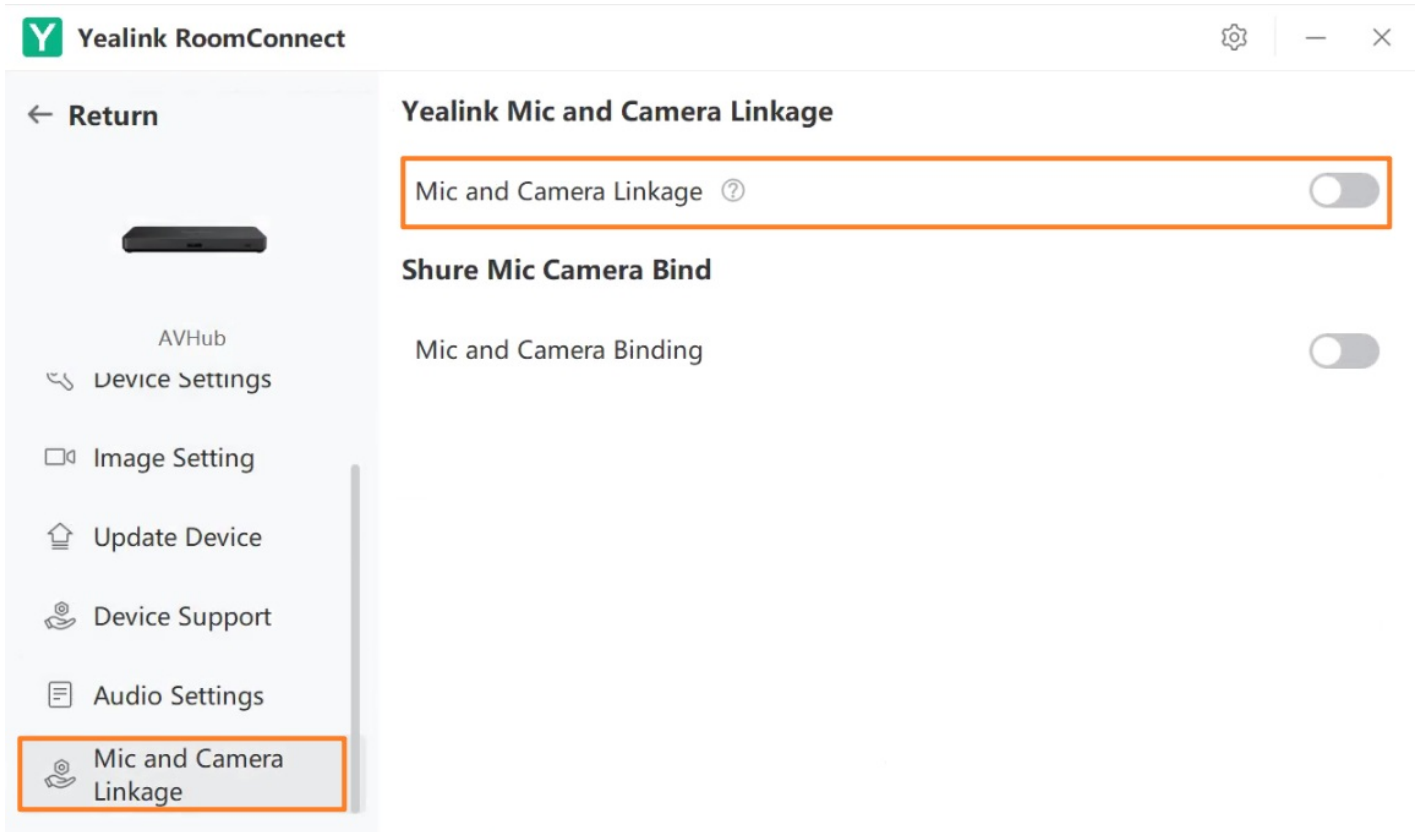 Y Yealink RoomConnect
← Return
AVHub
Device Settings
Image Setting
Update Device
Device Support
Audio Settings
Mic and Camera
Linkage
Yealink Mic and Camera Linkage
Mic and Camera Linkage ?
Shure Mic Camera Bind
Mic and Camera Binding